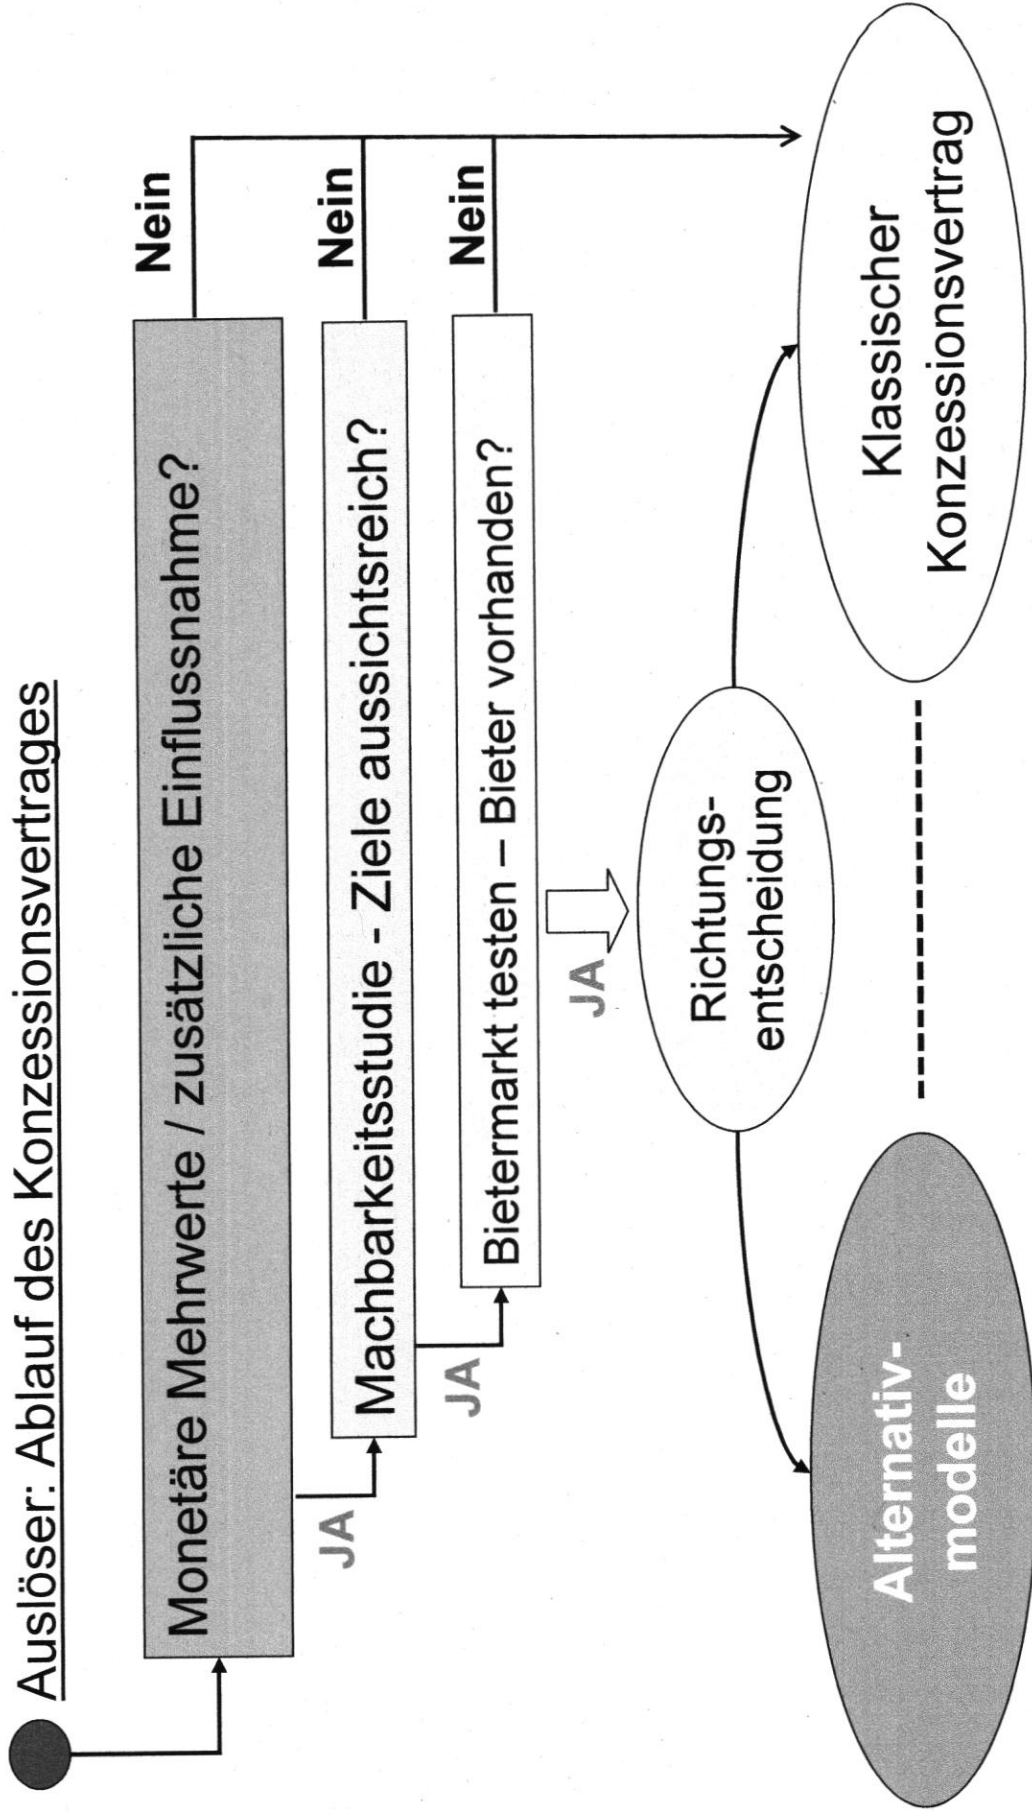 Auslöser: Ablauf des Konzessionsvertrages
Monetäre Mehrwerte / zusätzliche Einflussnahme?
Nein
JA
Machbarkeitsstudie - Ziele aussichtsreich?
Nein
JA
Bietermarkt testen – Bieter vorhanden?
Nein
JA
Richtungs-
entscheidung
Alternativ-
modelle
Klassischer
Konzessionsvertrag